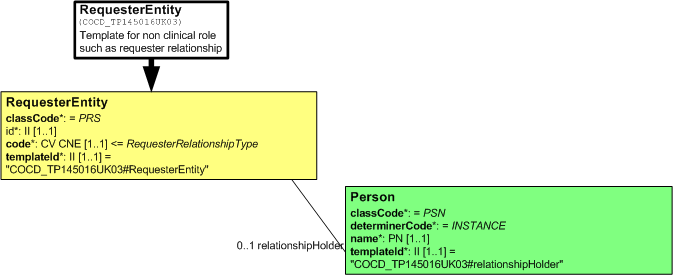 RequesterEntity
(COCD_TP145016UK03)
Template for non clinical role
such as requester relationship
RequesterEntity
classCode*: = PRS
id*: II [1..1]
code*: CV CNE [1..1] <= RequesterRelationshipType
templateId*: II [1..1] =
"COCD_TP145016UK03#RequesterEntity"
0..1 relationshipHolder
Person
classCode*: = PSN
determinerCode*: = INSTANCE
name*: PN [1..1]
templateId*: II [1..1] =
"COCD_TP145016UK03#relationshipHolder"